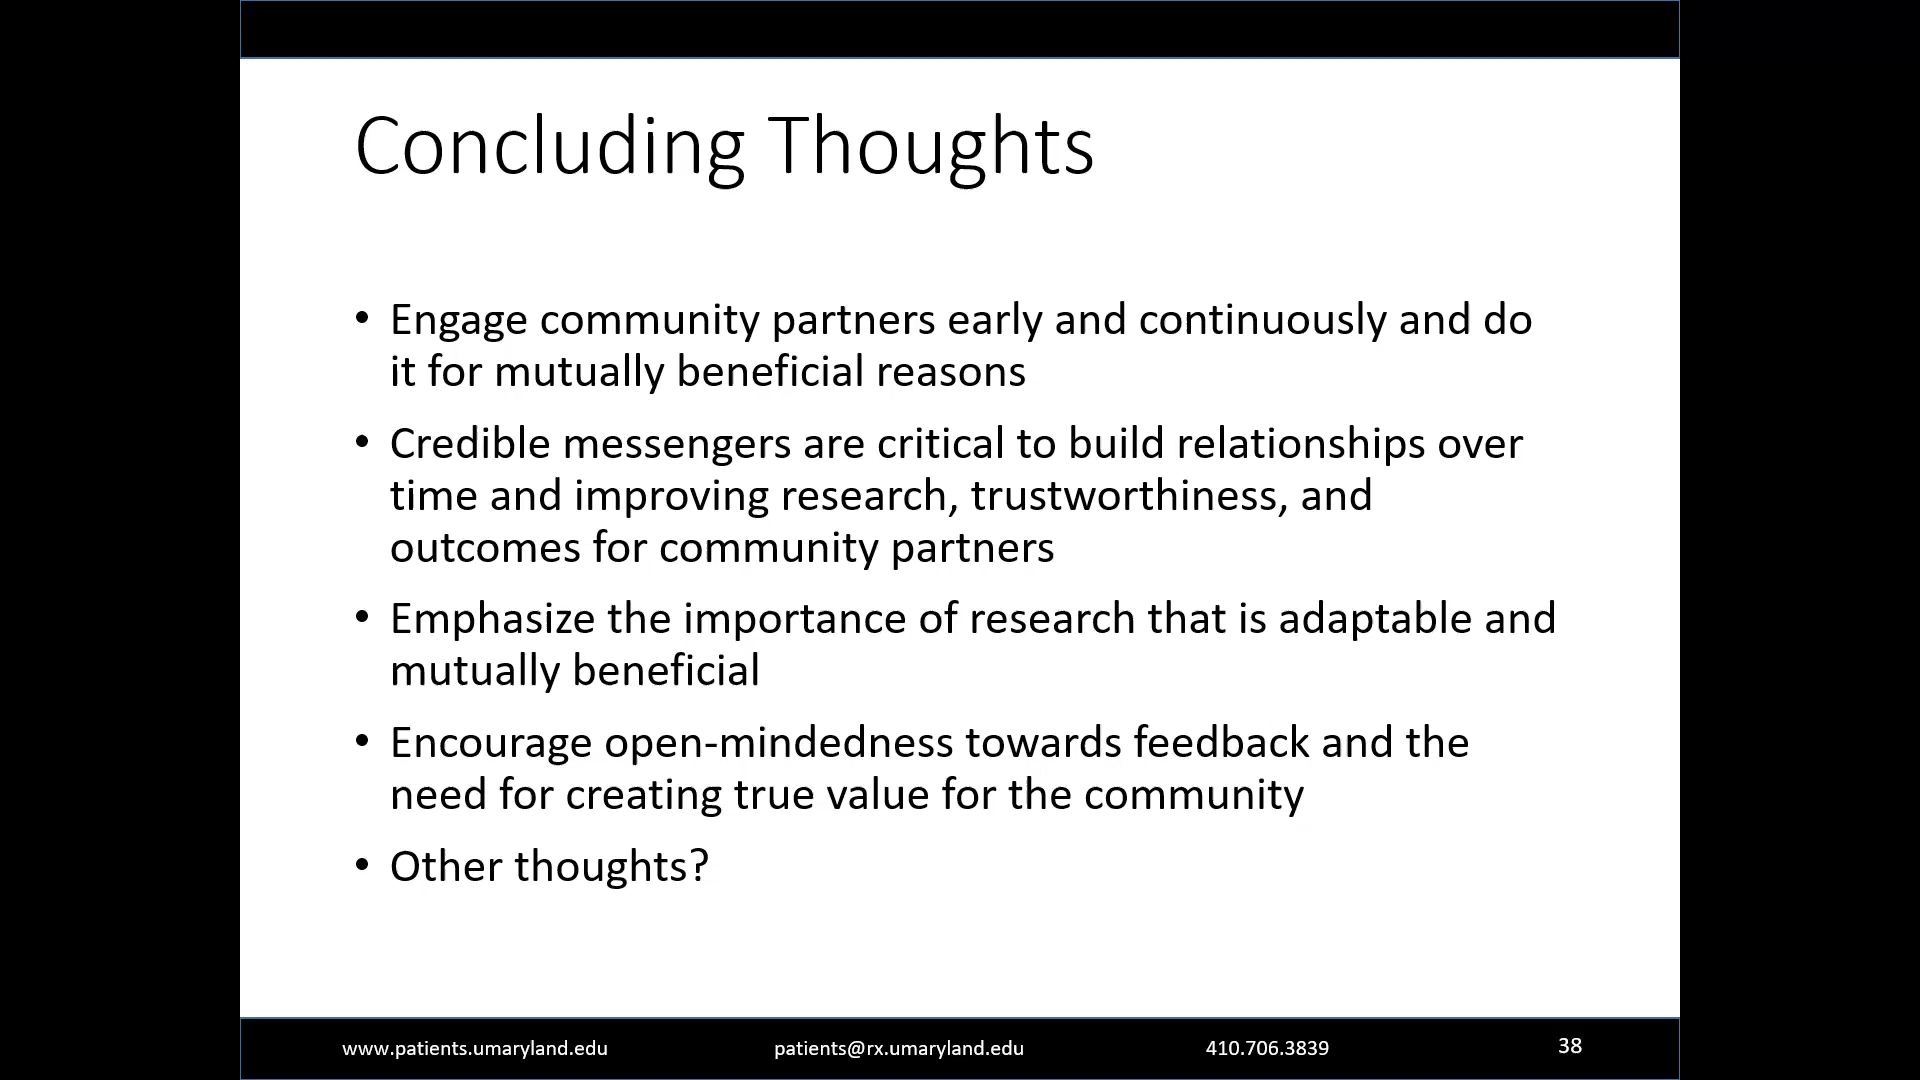 Concluding Thoughts
• Engage community partners early and continuously and do
it for mutually beneficial reasons
• Credible messengers are critical to build relationships over
time and improving research, trustworthiness, and
outcomes for community partners
• Emphasize the importance of research that is adaptable and
mutually beneficial
• Encourage open-mindedness towards feedback and the
need for creating true value for the community
• Other thoughts?
www.patients.umaryland.edu patients@rx.umaryland.edu 410.706.3839 38